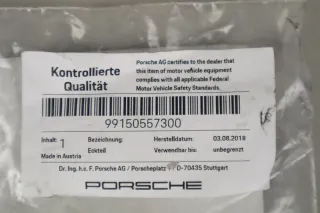 Kontrollierte
Qualität
Porsche AG certifies to the dealer that
this item of motor vehicle equipment
complies with all applicable Federal
Motor Vehicle Safety Standards.
99150557300
Inhalt: 1 Bezeichnung: Herstelldatum: 03.08.2018
Eckteil Verwendbar bis: unbegrenzt
Made in Austria
Dr. Ing. h.c. F. Porsche AG / Porscheplatz 1 / D-70435 Stuttgart
PORSCHE